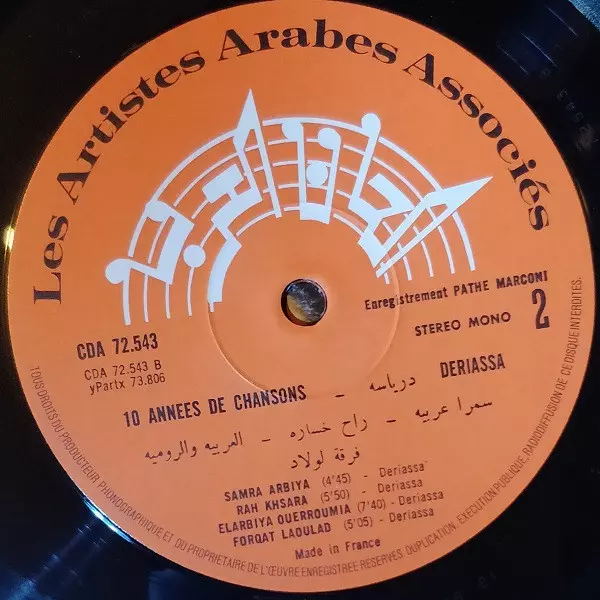 Les Artistes Arabes Associés
Enregistrement PATHE MARCONI
STEREO MONO 2
CDA 72.543
CDA 72.543 B
yPartx 73.806
10 ANNEES DE CHANSONS - درياسه - DERIASSA
سمرا عربيه - راح خساره - العربيه والروميه
فرقة لولاد
SAMRA ARBIYA (4'45) - Deriassa
RAH KHSARA (5'50) - Deriassa
ELARBIYA OUERROUMIA (7'40) - Deriassa
FORQAT LAOULAD (5'05) - Deriassa
Made in France
TOUS DROITS DU PRODUCTEUR PHONOGRAPHIQUE ET DU PROPRIETAIRE DE L'ŒUVRE ENREGISTREE RESERVES. DUPLICATION, EXECUTION PUBLIQUE, RADIODIFFUSION DE CE DISQUE INTERDITES.